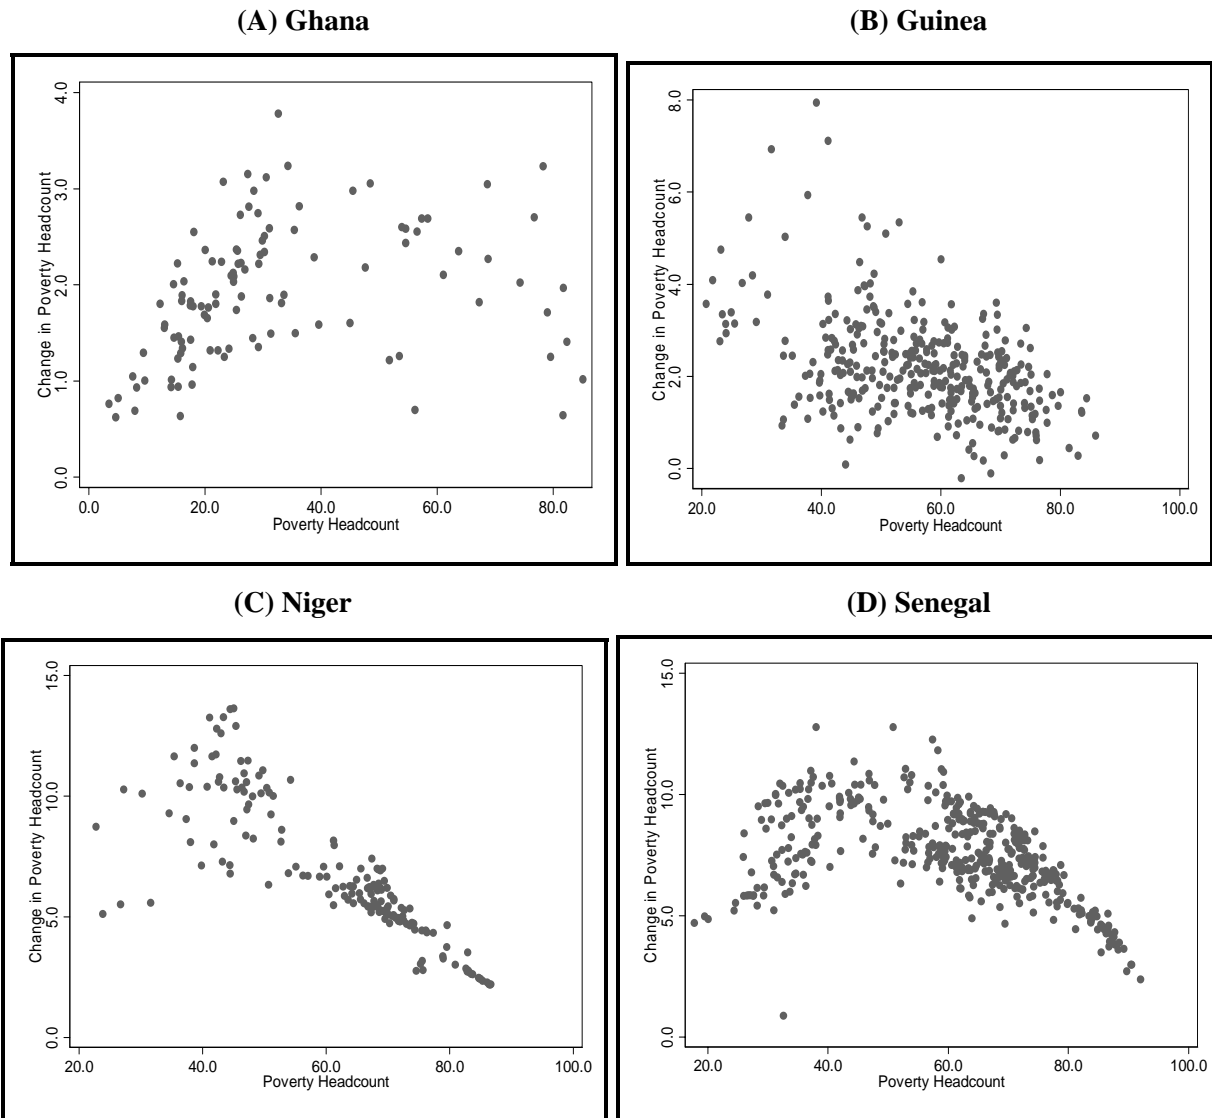 (A) Ghana
(B) Guinea
Change in Poverty Headcount
4.0
3.0
2.0
1.0
0.0
0.0 20.0 40.0 60.0 80.0
Poverty Headcount
Change in Poverty Headcount
8.0
6.0
4.0
2.0
0.0
20.0 40.0 60.0 80.0 100.0
Poverty Headcount
(C) Niger
(D) Senegal
Change in Poverty Headcount
15.0
10.0
5.0
0.0
20.0 40.0 60.0 80.0 100.0
Poverty Headcount
Change in Poverty Headcount
15.0
10.0
5.0
0.0
20.0 40.0 60.0 80.0 100.0
Poverty Headcount